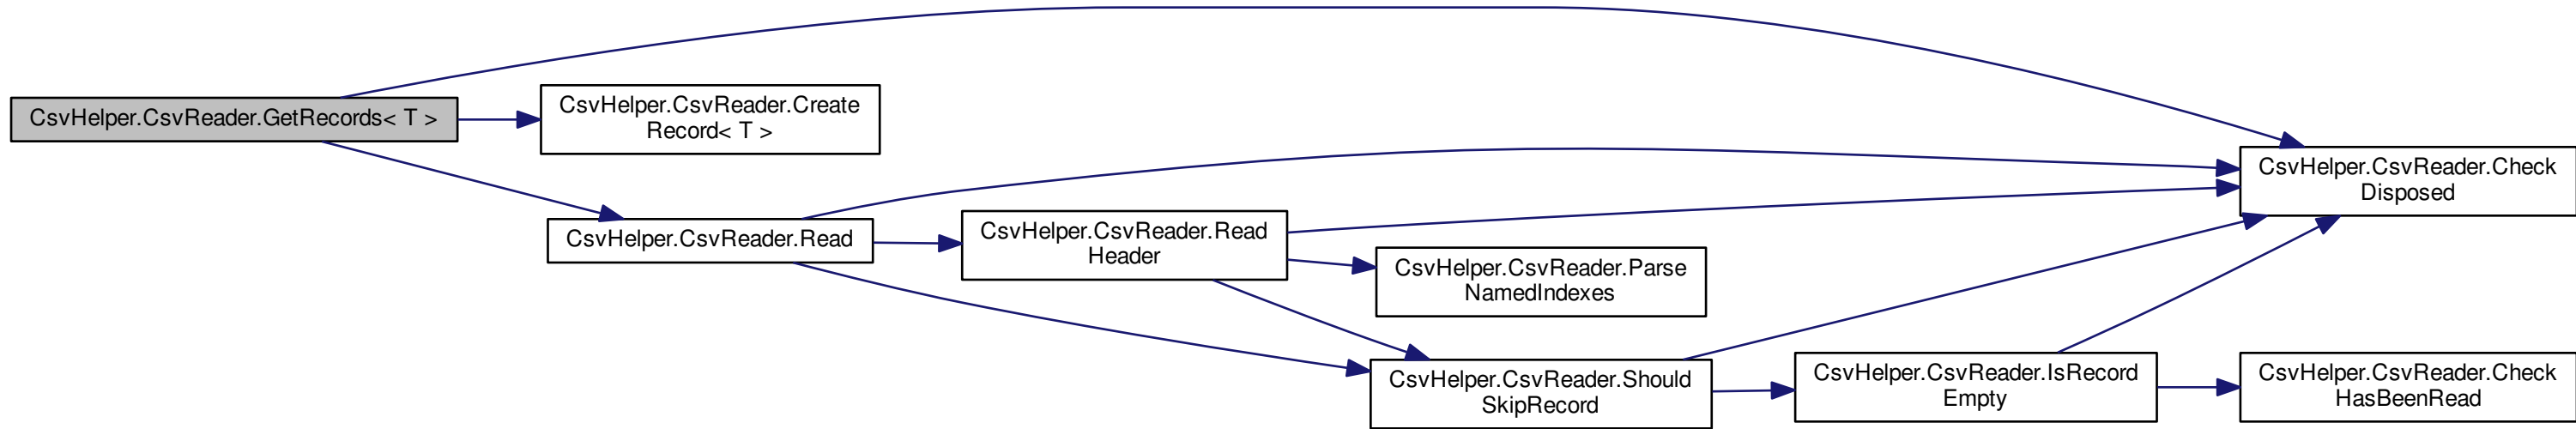 CsvHelper.CsvReader.GetRecords< T >
CsvHelper.CsvReader.Create
Record< T >
CsvHelper.CsvReader.Read
CsvHelper.CsvReader.Read
Header
CsvHelper.CsvReader.Parse
NamedIndexes
CsvHelper.CsvReader.Should
SkipRecord
CsvHelper.CsvReader.IsRecord
Empty
CsvHelper.CsvReader.Check
Disposed
CsvHelper.CsvReader.Check
HasBeenRead